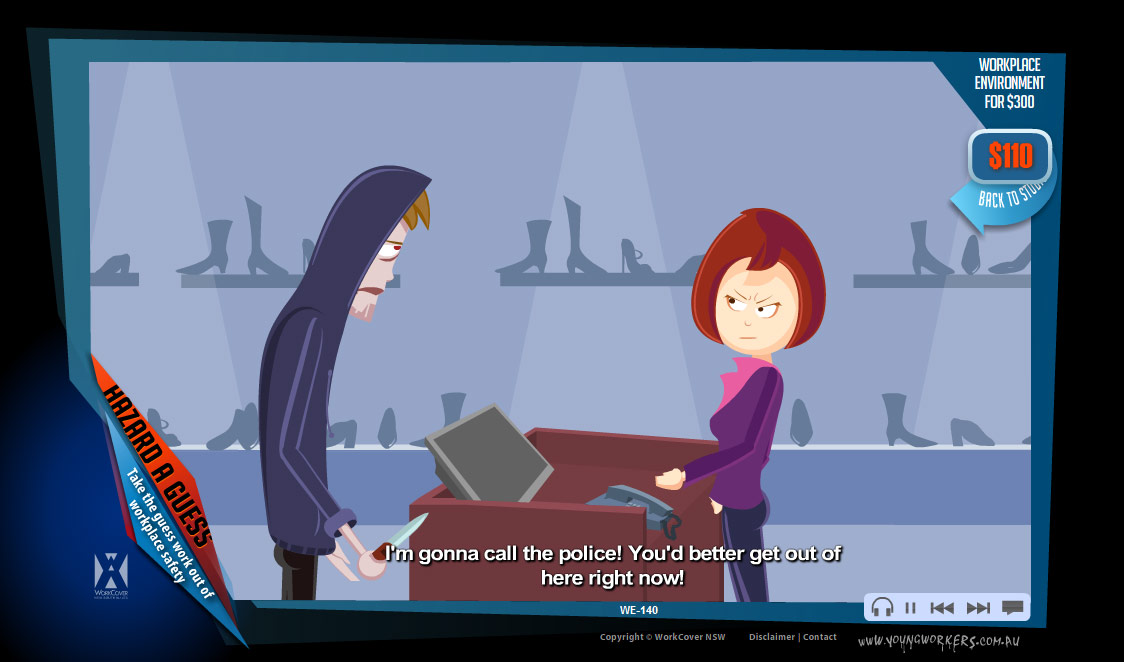 WORKPLACE
ENVIRONMENT
FOR $300
$110
BACK TO
HAZARD A GUESS
Take the guess work out of
workplace safety
WORKCOVER
I'm gonna call the police! You'd better get out of
here right now!
WE-140
Copyright © WorkCover NSW
Disclaimer | Contact
www.youngworkers.com.au